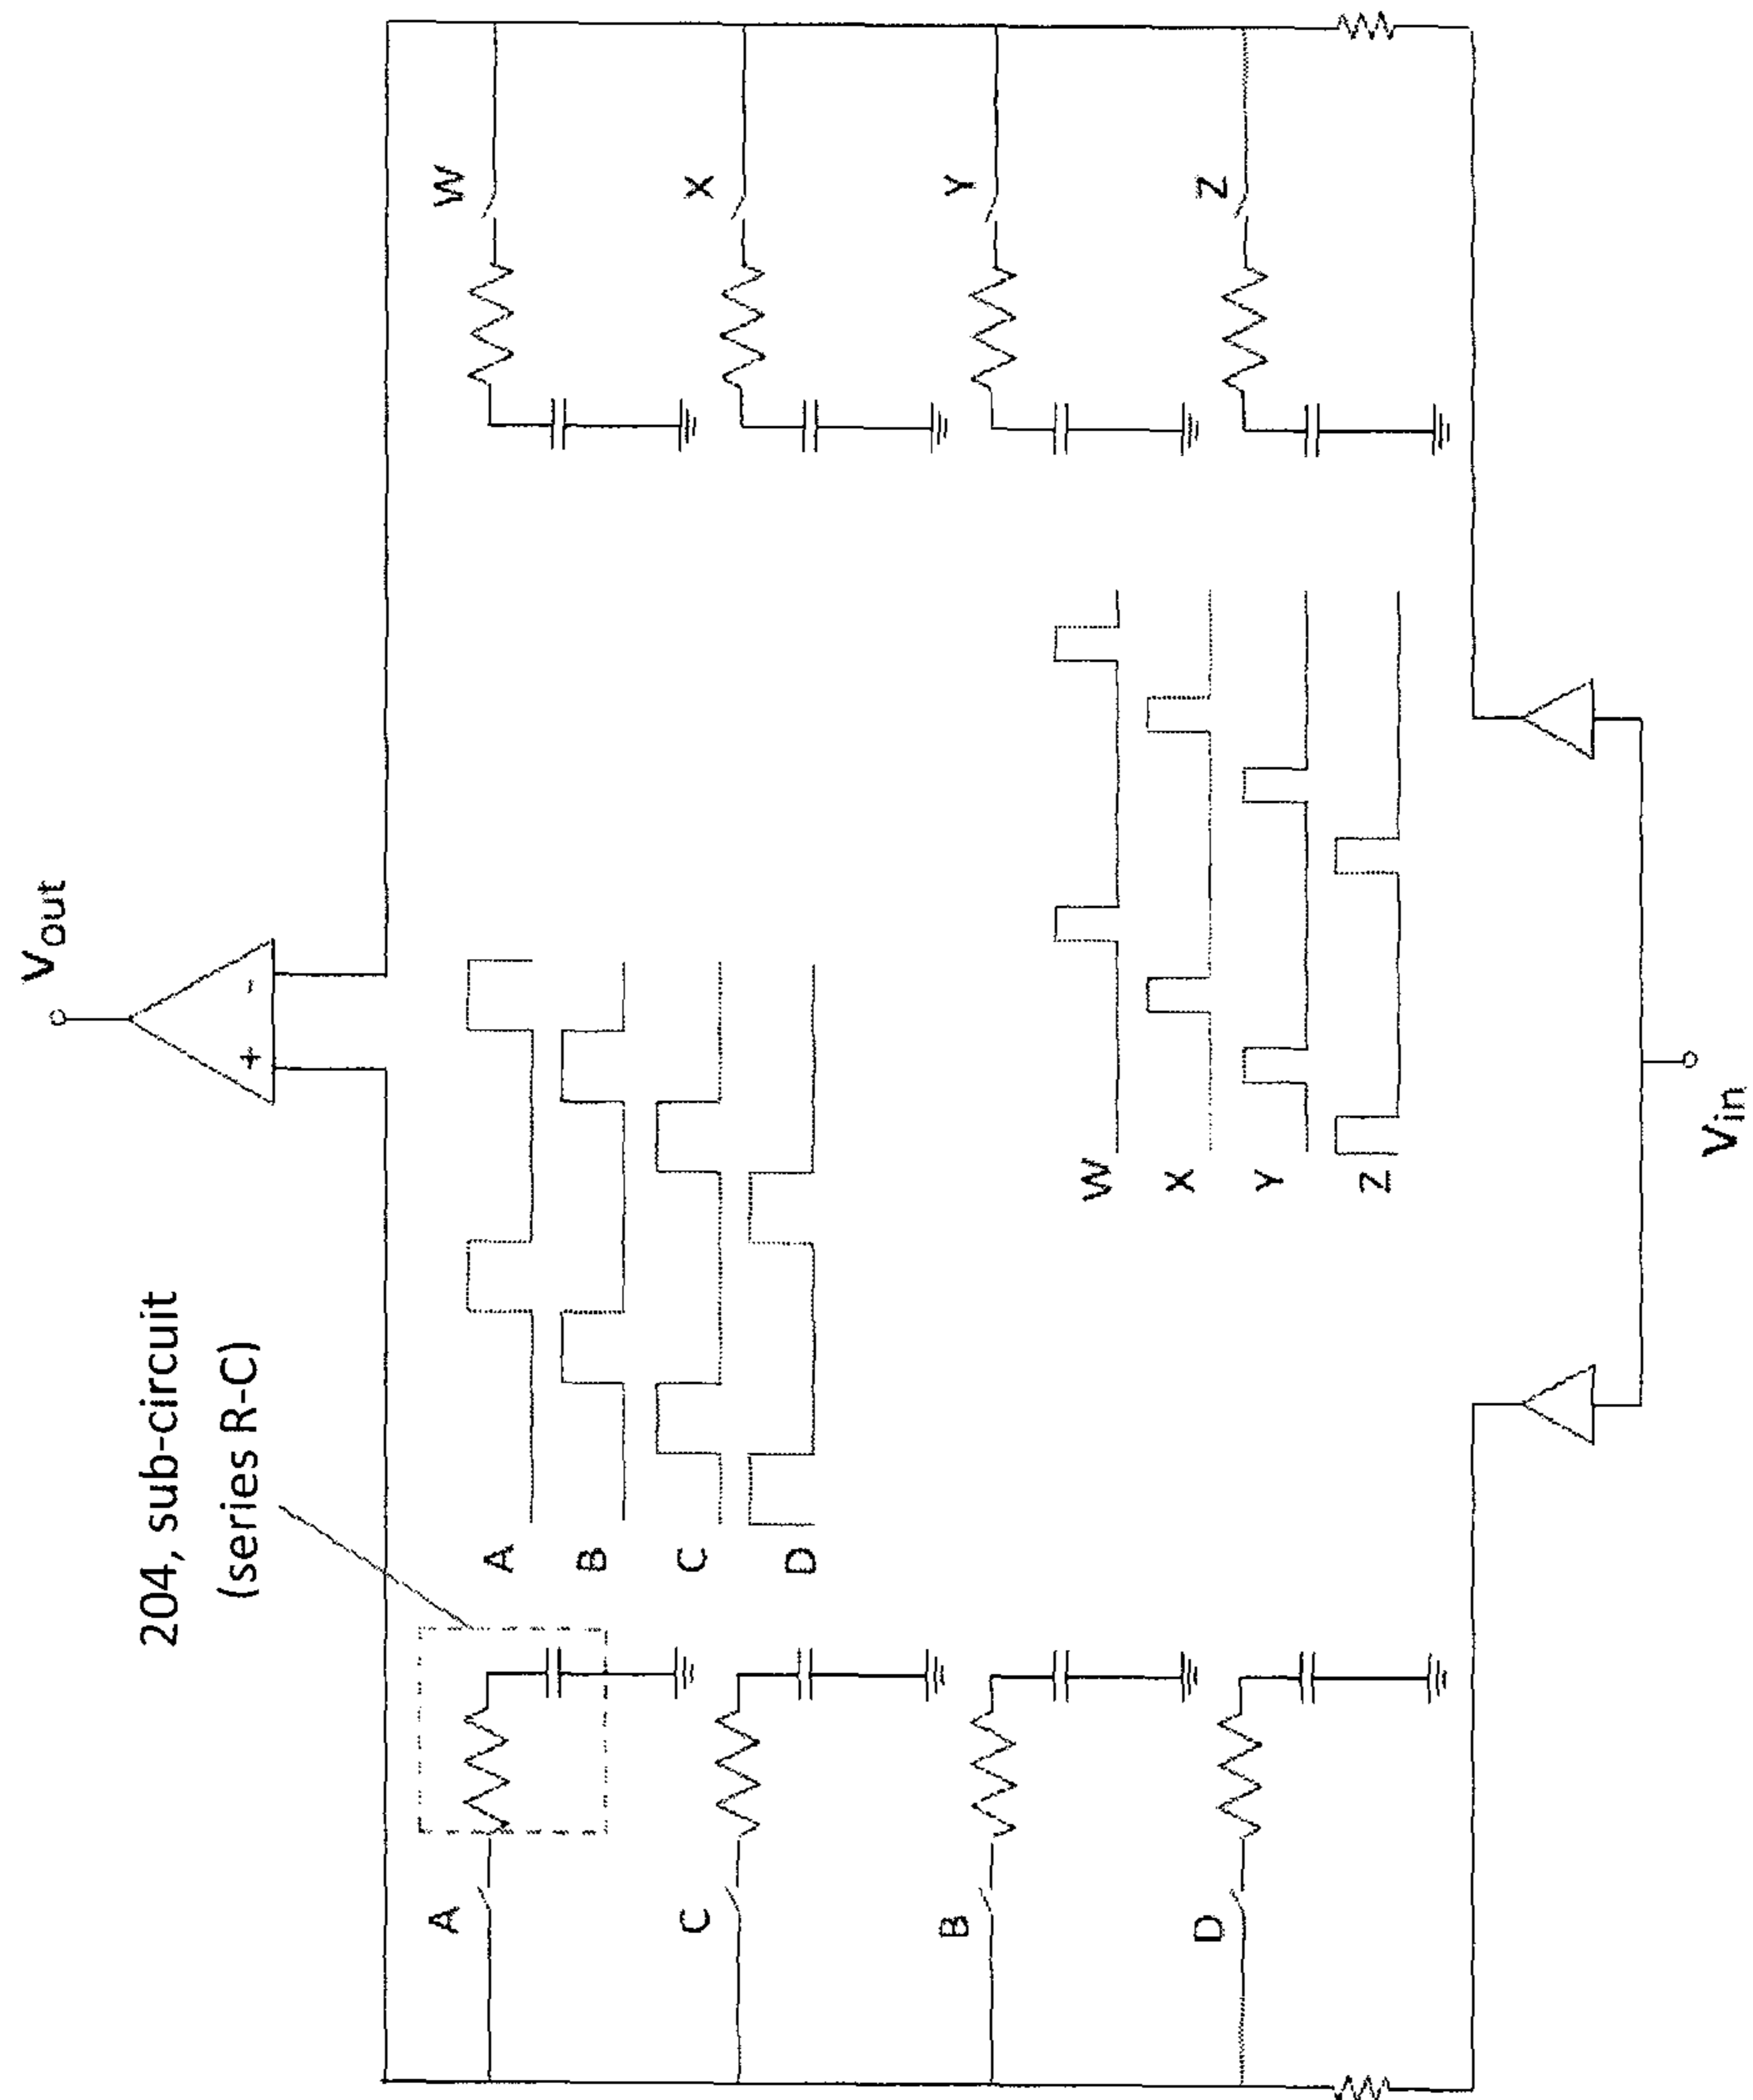 Vout
204, sub-circuit
(series R-C)
+ -
A
W
A
B
C
D
C
X
B
Y
D
Z
W
X
Y
Z
Vin